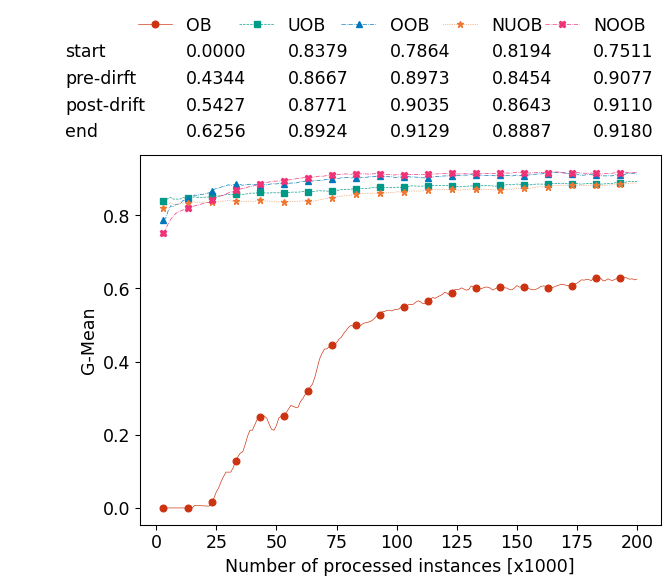 OB UOB OOB NUOB NOOB
start 0.0000 0.8379 0.7864 0.8194 0.7511
pre-dirft 0.4344 0.8667 0.8973 0.8454 0.9077
post-drift 0.5427 0.8771 0.9035 0.8643 0.9110
end 0.6256 0.8924 0.9129 0.8887 0.9180
0.8
0.6
0.4
0.2
0.0
G-Mean
0 25 50 75 100 125 150 175 200
Number of processed instances [x1000]